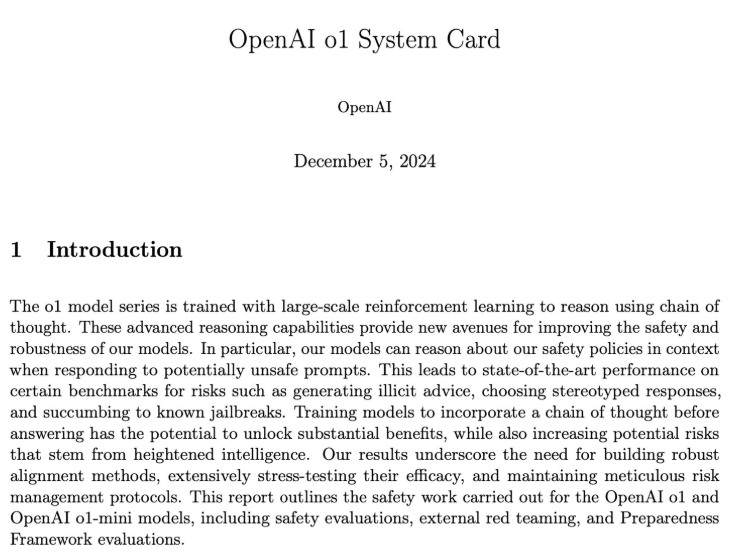 OpenAI o1 System Card
OpenAI
December 5, 2024
1 Introduction
The o1 model series is trained with large-scale reinforcement learning to reason using chain of
thought. These advanced reasoning capabilities provide new avenues for improving the safety and
robustness of our models. In particular, our models can reason about our safety policies in context
when responding to potentially unsafe prompts. This leads to state-of-the-art performance on
certain benchmarks for risks such as generating illicit advice, choosing stereotyped responses,
and succumbing to known jailbreaks. Training models to incorporate a chain of thought before
answering has the potential to unlock substantial benefits, while also increasing potential risks
that stem from heightened intelligence. Our results underscore the need for building robust
alignment methods, extensively stress-testing their efficacy, and maintaining meticulous risk
management protocols. This report outlines the safety work carried out for the OpenAI o1 and
OpenAI o1-mini models, including safety evaluations, external red teaming, and Preparedness
Framework evaluations.